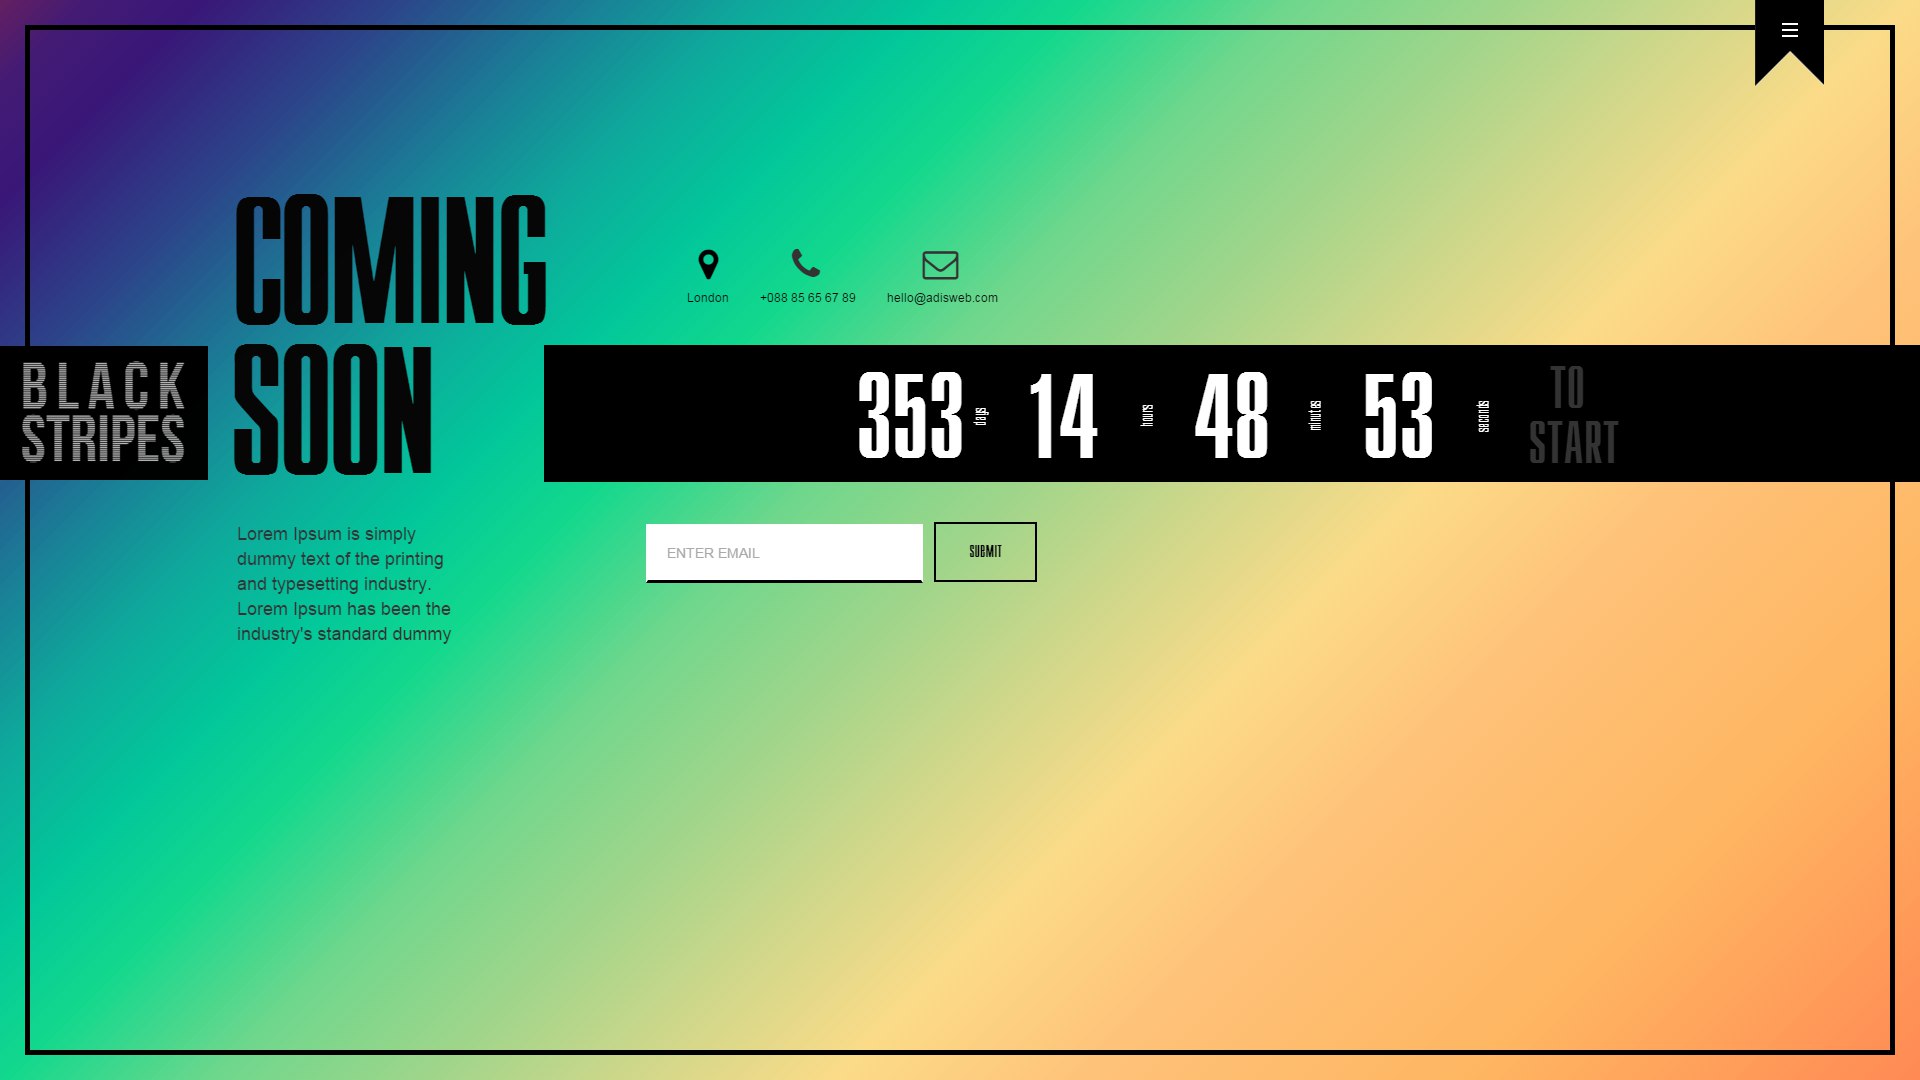 COMING
SOON
London
+088 85 65 67 89
hello@adisweb.com
BLACK
STRIPES
353 days 14 hours 48 minutes 53 seconds
TO
START
Lorem Ipsum is simply
dummy text of the printing
and typesetting industry.
Lorem Ipsum has been the
industry's standard dummy
ENTER EMAIL
SUBMIT